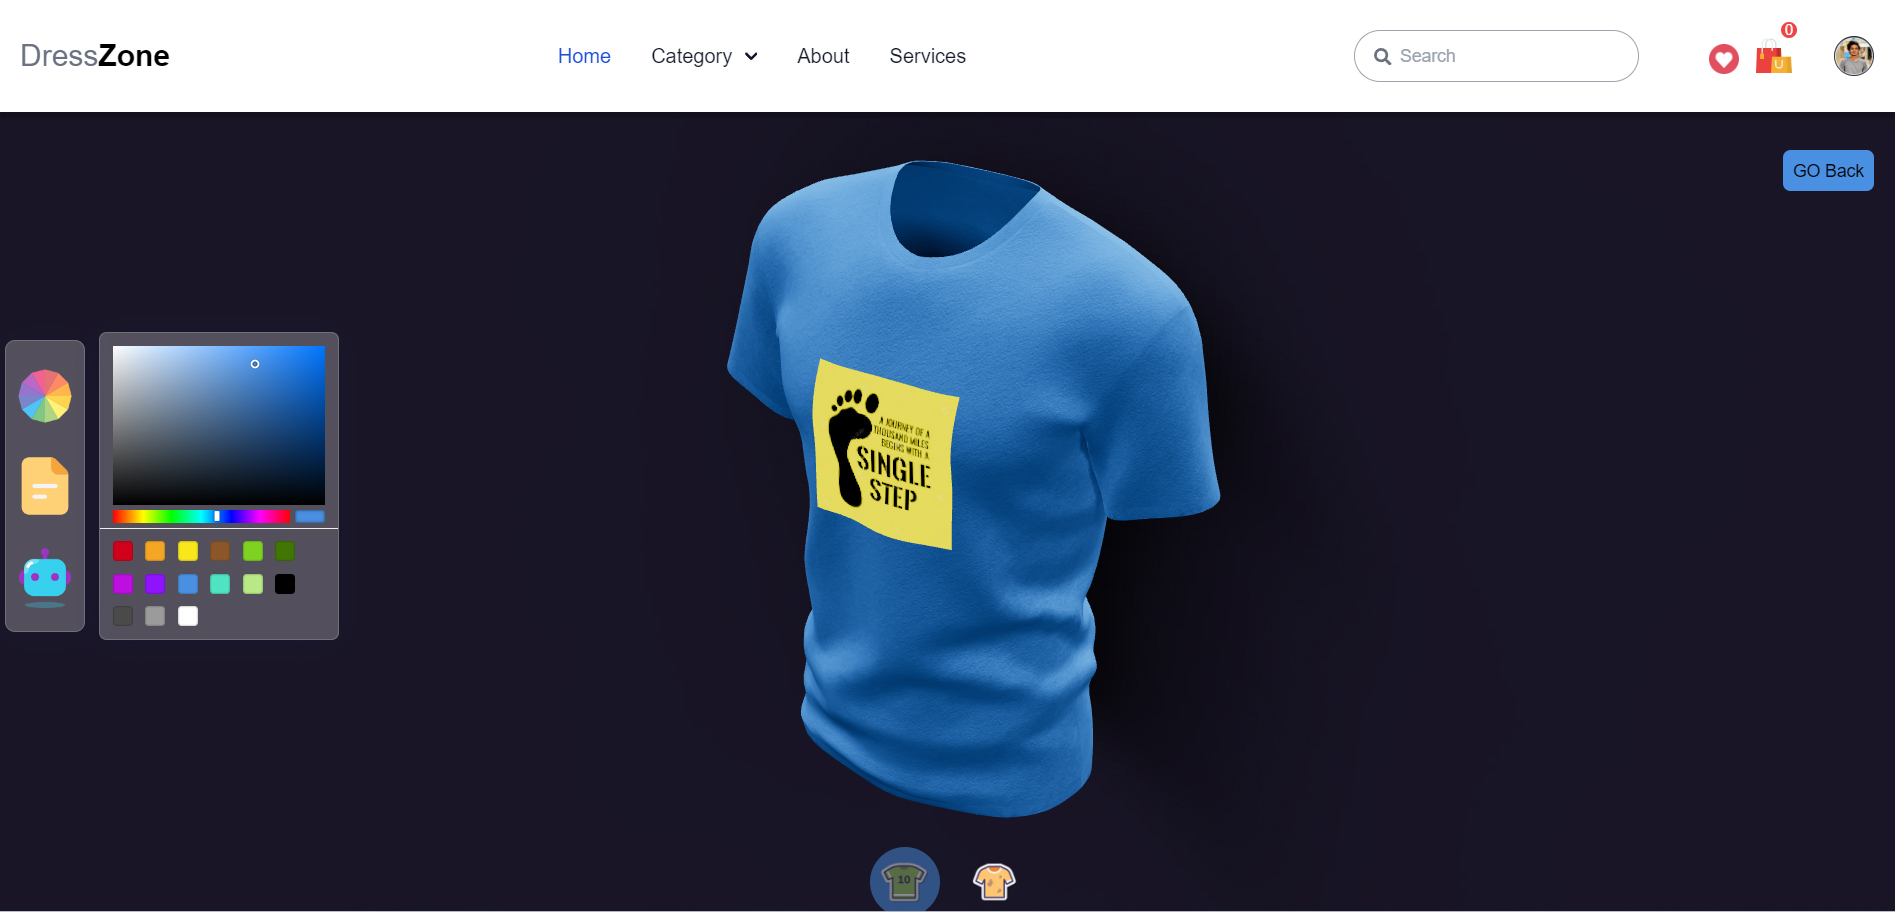 DressZone
Home
Category
About
Services
Search
0
U
GO Back
A JOURNEY OF A
THOUSAND MILES
BEGINS WITH A
SINGLE
STEP
10